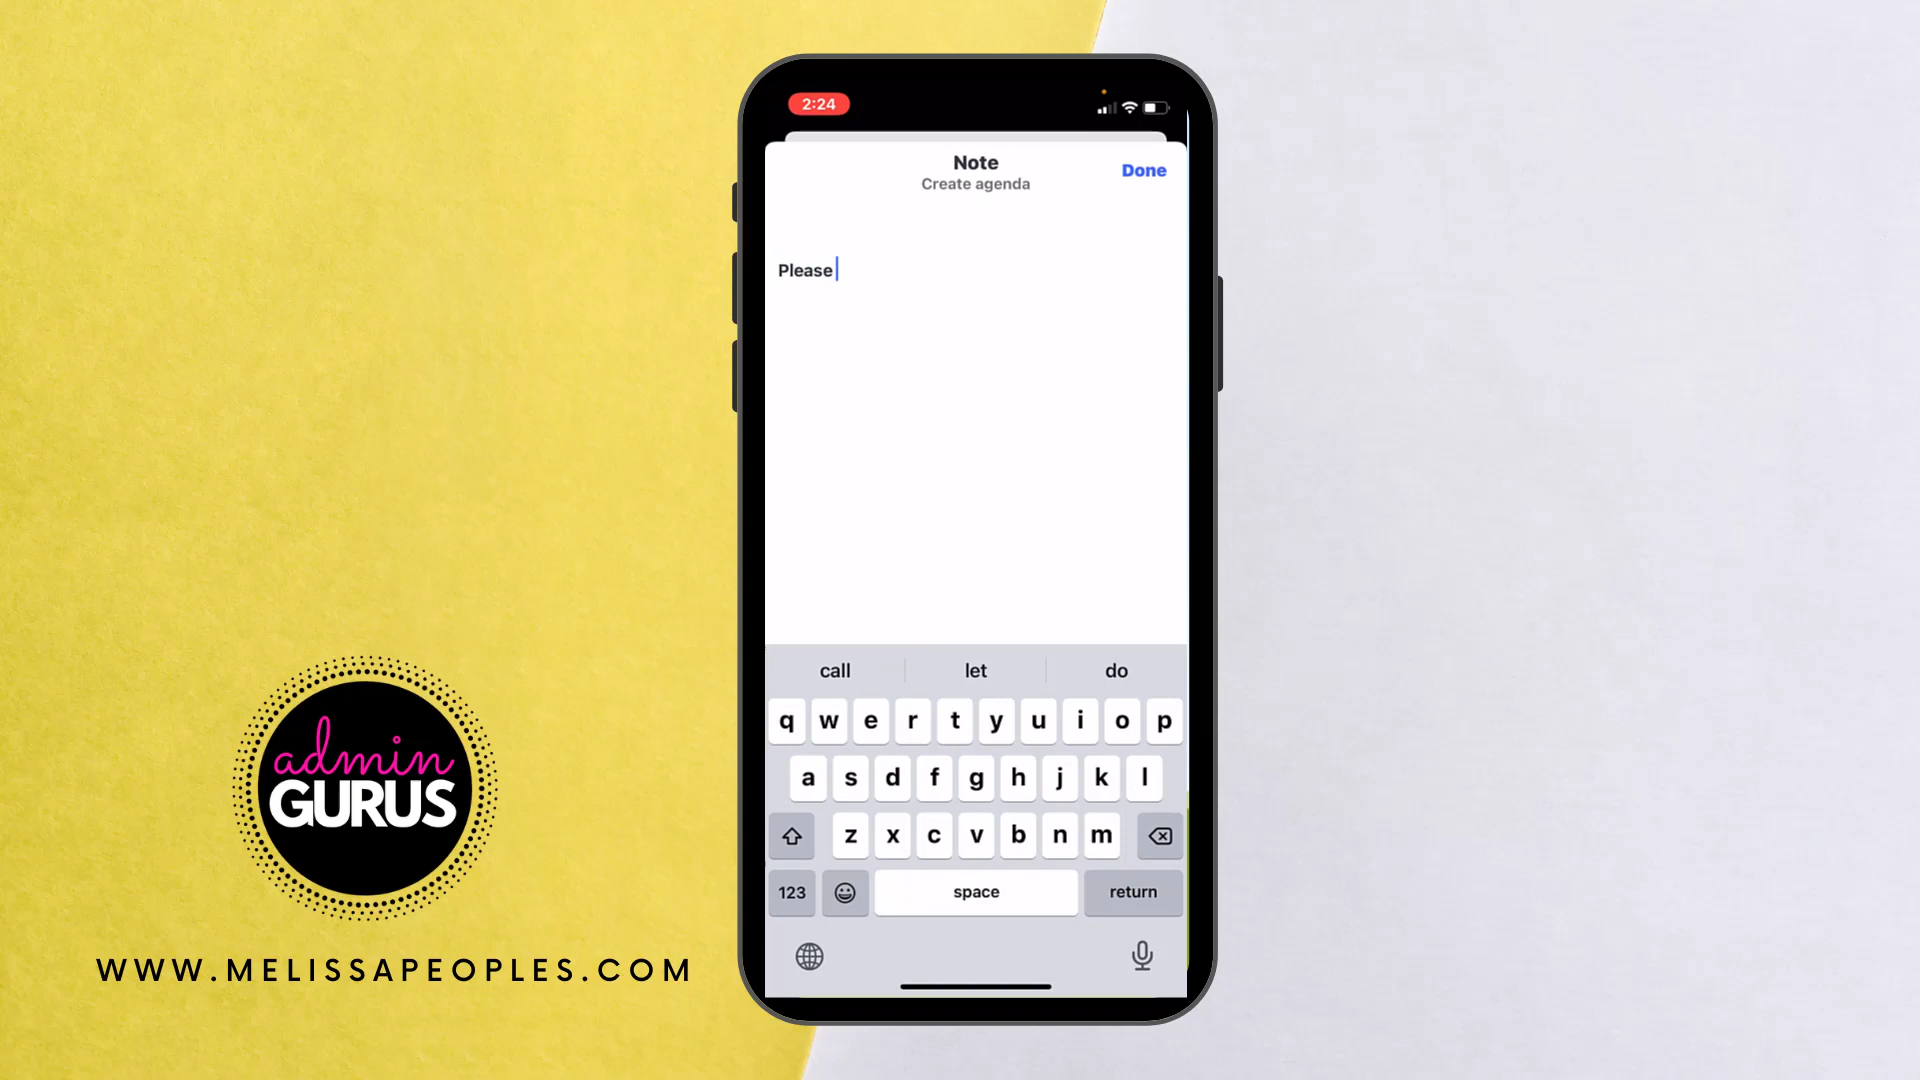 2:24
Note
Done
Create agenda
Please
call let do
q w e r t y u i o p
a s d f g h j k l
z x c v b n m
123 space return
admin
GURUS
WWW.MELISSAPEOPLES.COM